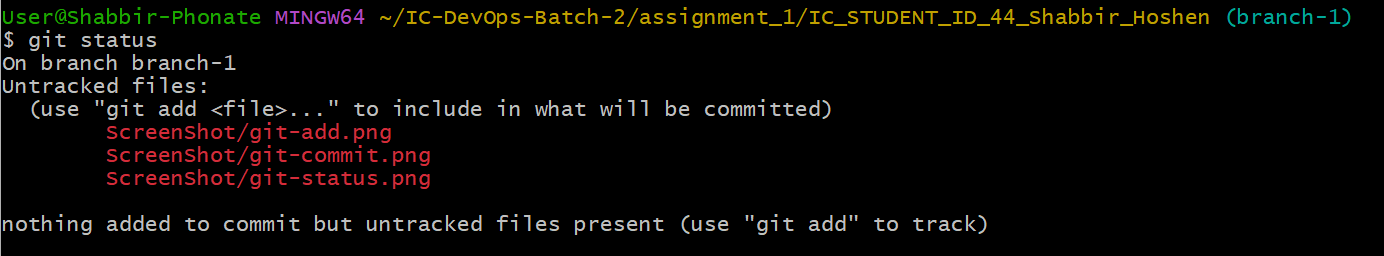 User@Shabbir-Phonate MINGW64 ~/IC-DevOps-Batch-2/assignment_1/IC_STUDENT_ID_44_Shabbir_Hoshen (branch-1)
$ git status
On branch branch-1
Untracked files:
  (use "git add <file>..." to include in what will be committed)
        ScreenShot/git-add.png
        ScreenShot/git-commit.png
        ScreenShot/git-status.png

nothing added to commit but untracked files present (use "git add" to track)